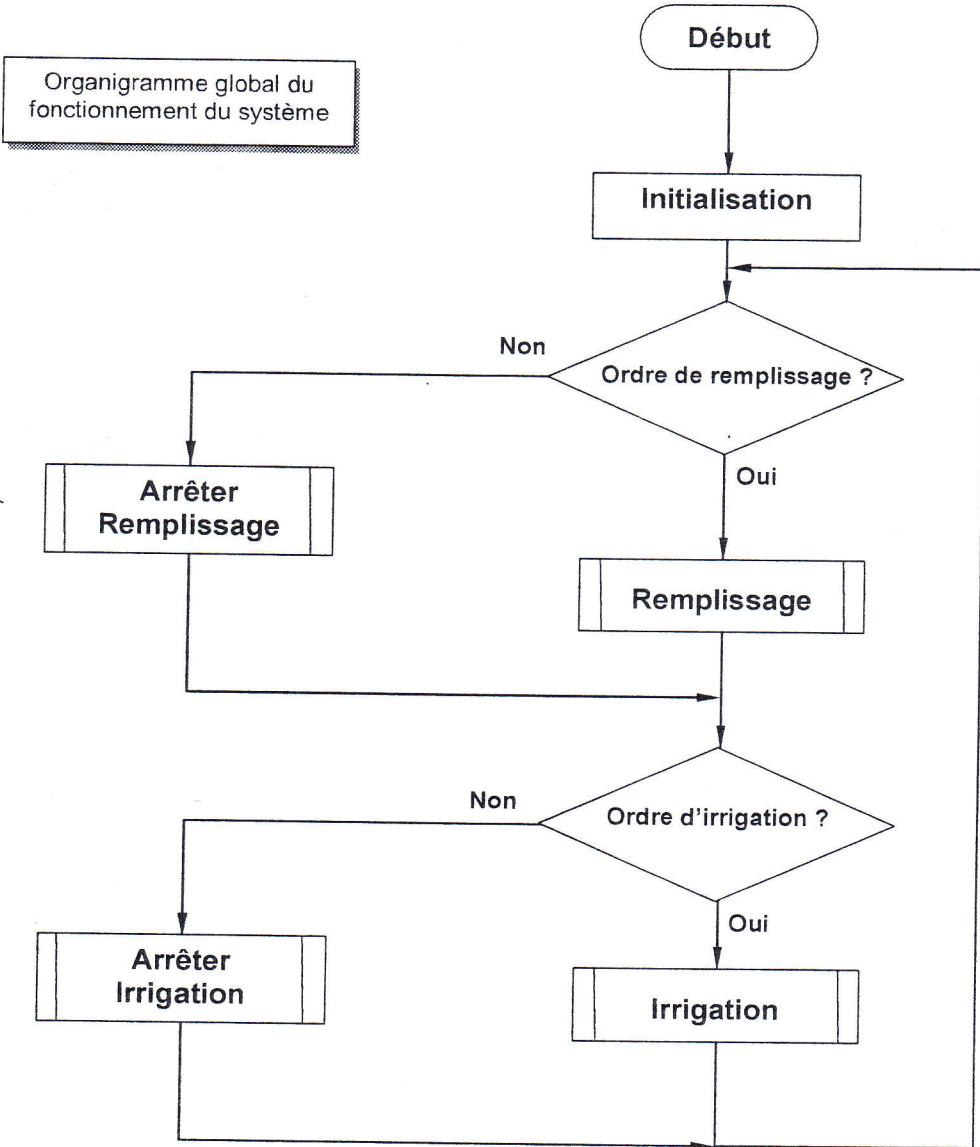 Début
Organigramme global du
fonctionnement du système
Initialisation
Non
Ordre de remplissage ?
Oui
Arrêter
Remplissage
Remplissage
Non
Ordre d'irrigation ?
Oui
Arrêter
Irrigation
Irrigation